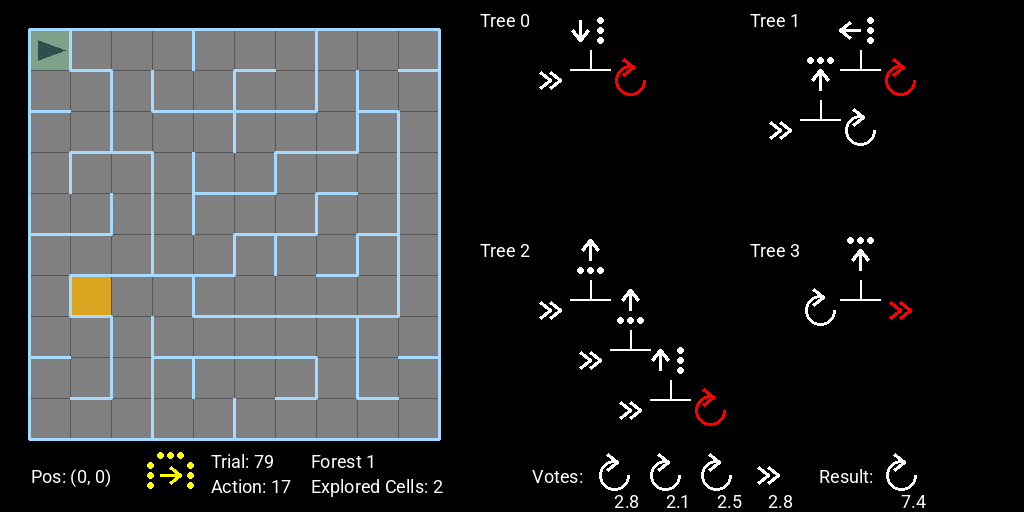 Tree 0
Tree 1
Tree 2
Tree 3
Pos: (0, 0)
Trial: 79
Forest 1
Action: 17
Explored Cells: 2
Votes:
2.8
2.1
2.5
2.8
Result:
7.4